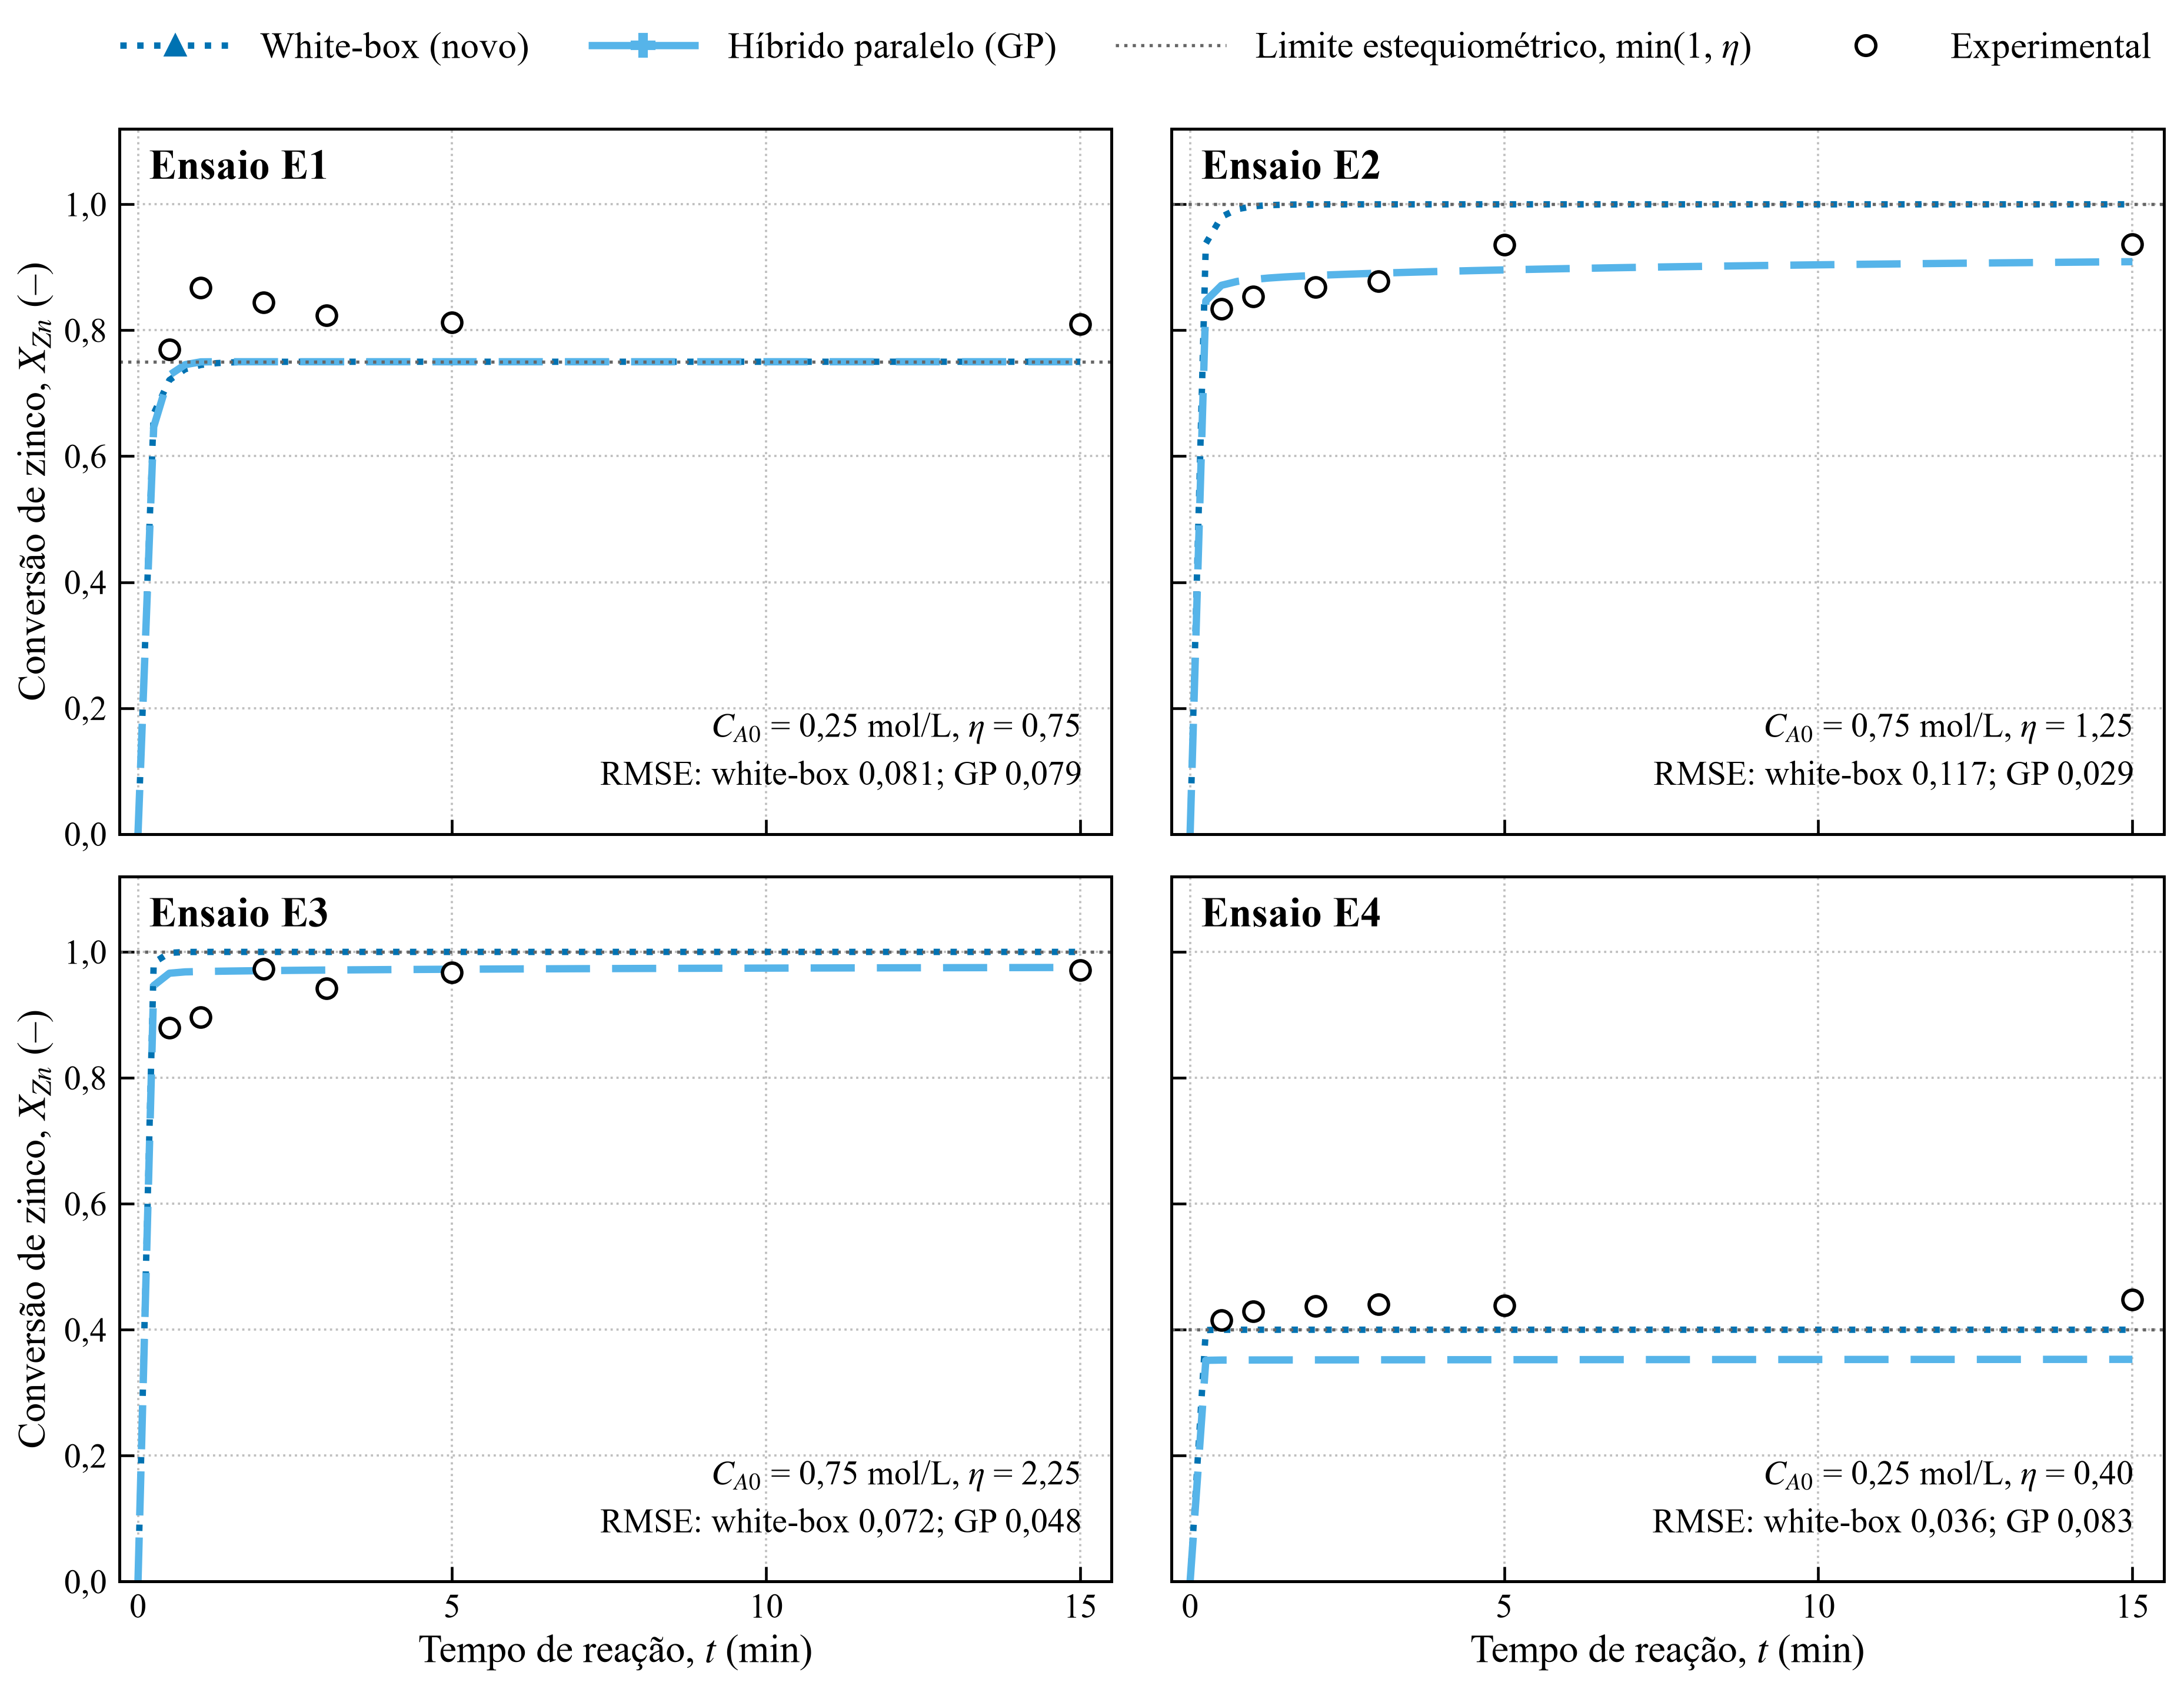 White-box (novo) Híbrido paralelo (GP) Limite estequiométrico, min(1, η) Experimental
Ensaio E1
1,0
0,8
0,6
0,4
0,2
0,0
Conversão de zinco, X_Zn (−)
C_A0 = 0,25 mol/L, η = 0,75
RMSE: white-box 0,081; GP 0,079
Ensaio E2
C_A0 = 0,75 mol/L, η = 1,25
RMSE: white-box 0,117; GP 0,029
Ensaio E3
1,0
0,8
0,6
0,4
0,2
0,0
Conversão de zinco, X_Zn (−)
C_A0 = 0,75 mol/L, η = 2,25
RMSE: white-box 0,072; GP 0,048
0 5 10 15
Tempo de reação, t (min)
Ensaio E4
C_A0 = 0,25 mol/L, η = 0,40
RMSE: white-box 0,036; GP 0,083
0 5 10 15
Tempo de reação, t (min)